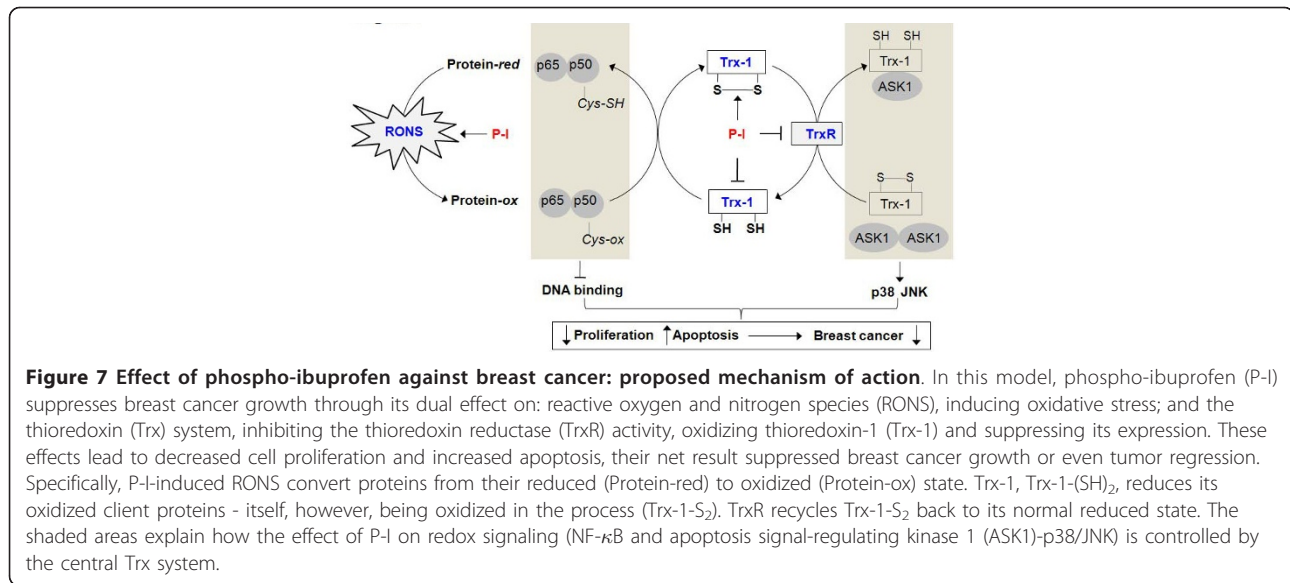 SH SH
Protein-red p65 p50 Trx-1 Trx-1
S S ASK1
Cys-SH
RONS P-I P-I TrxR
S S
Protein-ox p65 p50 Trx-1 Trx-1
SH SH
Cys-ox ASK1 ASK1
DNA binding p38 JNK
Proliferation Apoptosis Breast cancer
Figure 7 Effect of phospho-ibuprofen against breast cancer: proposed mechanism of action. In this model, phospho-ibuprofen (P-I)
suppresses breast cancer growth through its dual effect on: reactive oxygen and nitrogen species (RONS), inducing oxidative stress; and the
thioredoxin (Trx) system, inhibiting the thioredoxin reductase (TrxR) activity, oxidizing thioredoxin-1 (Trx-1) and suppressing its expression. These
effects lead to decreased cell proliferation and increased apoptosis, their net result suppressed breast cancer growth or even tumor regression.
Specifically, P-I-induced RONS convert proteins from their reduced (Protein-red) to oxidized (Protein-ox) state. Trx-1, Trx-1-(SH)₂, reduces its
oxidized client proteins - itself, however, being oxidized in the process (Trx-1-S₂). TrxR recycles Trx-1-S₂ back to its normal reduced state. The
shaded areas explain how the effect of P-I on redox signaling (NF-κB and apoptosis signal-regulating kinase 1 (ASK1)-p38/JNK) is controlled by
the central Trx system.